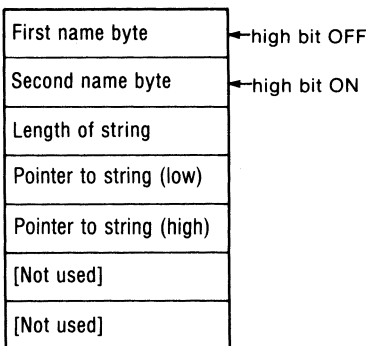 First name byte
high bit OFF
Second name byte
high bit ON
Length of string
Pointer to string (low)
Pointer to string (high)
[Not used]
[Not used]